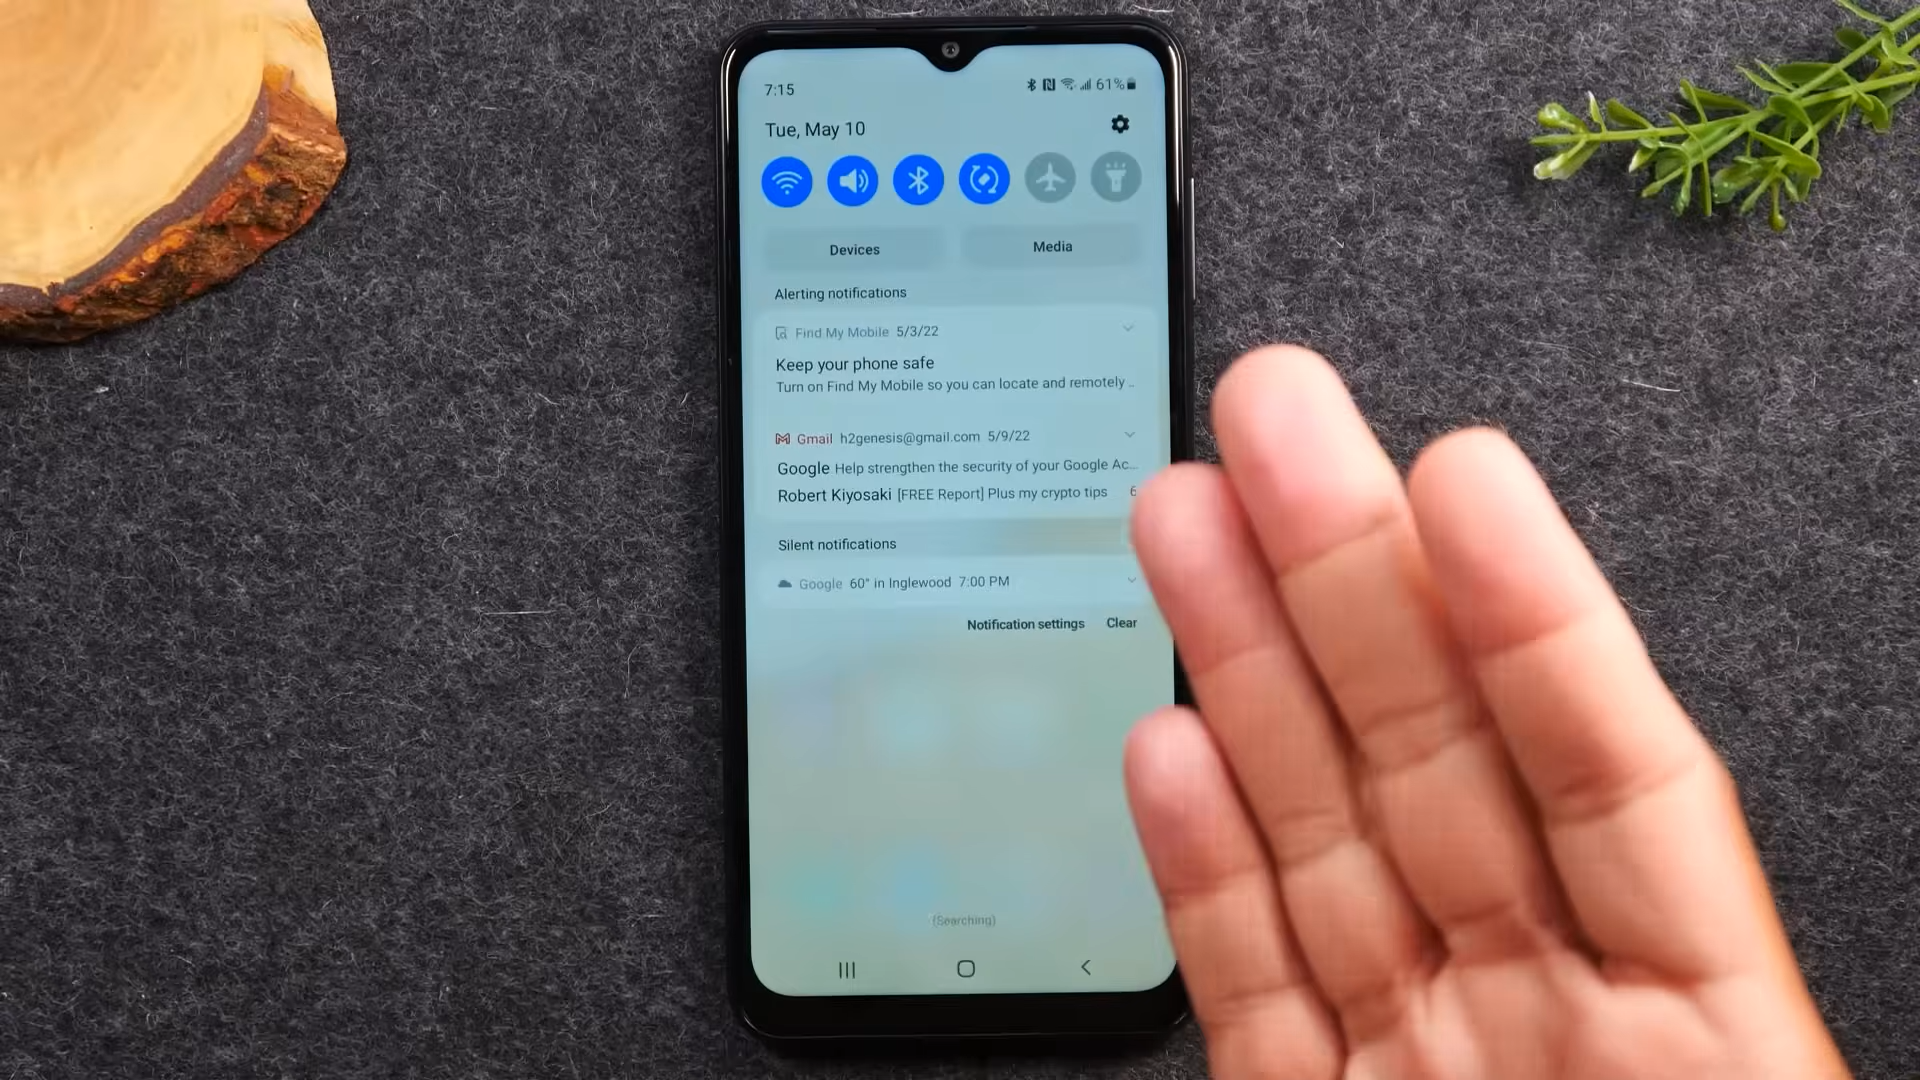 7:15
61%
Tue, May 10
Devices
Media
Alerting notifications
Find My Mobile 5/3/22
Keep your phone safe
Turn on Find My Mobile so you can locate and remotely ..
Gmail h2genesis@gmail.com 5/9/22
Google Help strengthen the security of your Google Ac...
Robert Kiyosaki [FREE Report] Plus my crypto tips 6
Silent notifications
Google 60° in Inglewood 7:00 PM
Notification settings Clear
(Searching)